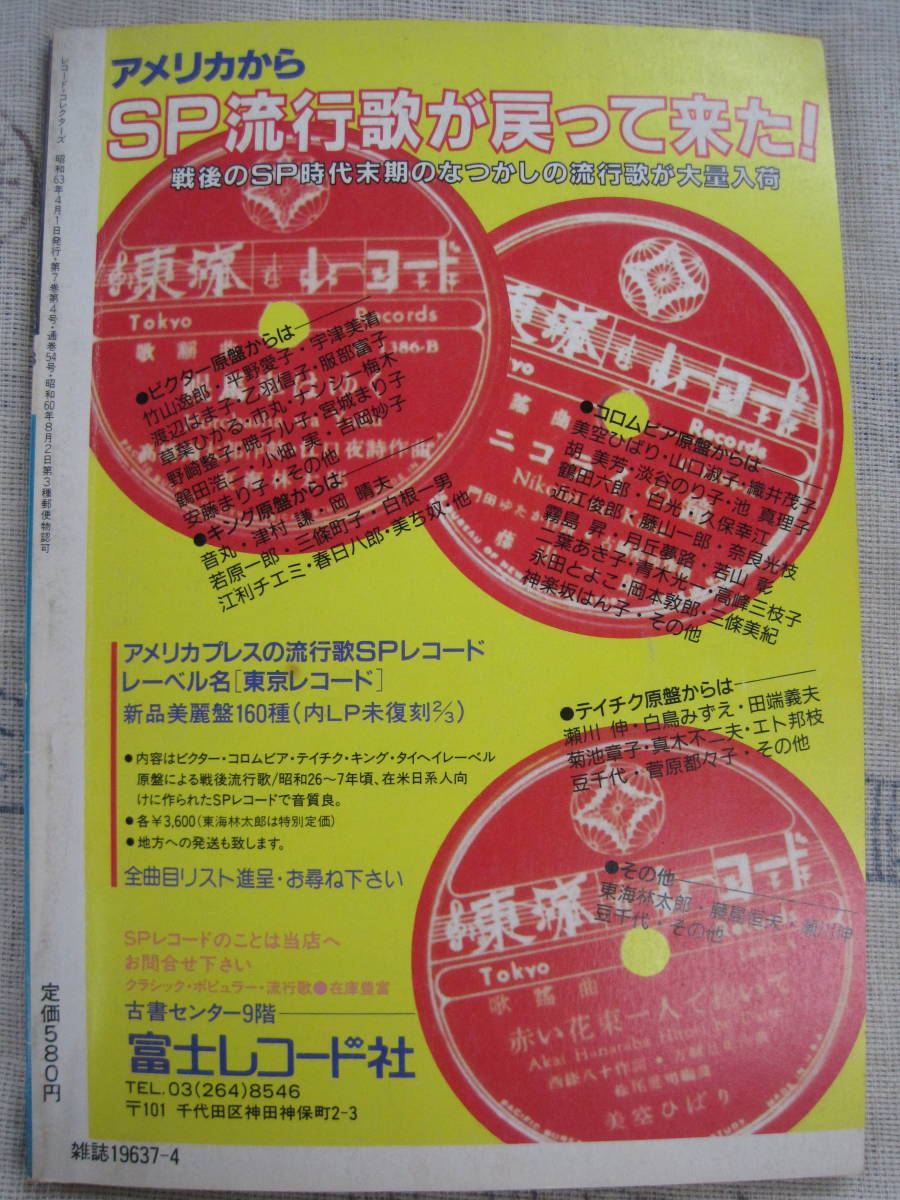 アメリカから
SP流行歌が戻って来た!
戦後のSP時代末期のなつかしの流行歌が大量入荷
レコード・コレクターズ 昭和63年4月1日発行・第7巻第4号・通巻54号・昭和60年8月2日第3種郵便物認可
レコード
Tokyo
Records
歌謡曲
386-B
●ビクター原盤からは
竹山逸郎・平野愛子・宇津美清
渡辺はま子・乙羽信子・服部富子
草葉ひかる・市丸・ナンシー梅木
野崎整子・暁テル子・宮城まり子
鶴田浩二・小畑 実・吉岡妙子
安藤まり子・その他
●キング原盤からは
音丸・津村 謙・岡 晴夫
若原一郎・三條町子・白根一男
江利チエミ・春日八郎・美ち奴・他
レコード
Records
●コロムビア原盤からは
美空ひばり・山口淑子・織井茂子
胡 美芳・淡谷のり子・池 真理子
鶴田六郎・白光・久保幸江
近江俊郎・藤山一郎・奈良光枝
霧島 昇・月丘夢路・若山 彰
二葉あき子・青木光一・高峰三枝子
永田とよこ・岡本敦郎・三條美紀
神楽坂はん子・その他
アメリカプレスの流行歌SPレコード
レーベル名[東京レコード]
新品美麗盤160種(内LP未復刻2/3)
●内容はビクター・コロムビア・テイチク・キング・タイヘイレーベル
原盤による戦後流行歌/昭和26〜7年頃、在米日系人向
けに作られたSPレコードで音質良。
●各¥3,600(東海林太郎は特別定価)
●地方への発送も致します。
全曲目リスト進呈・お尋ね下さい
●テイチク原盤からは
瀬川 伸・白鳥みずえ・田端義夫
菊池章子・真木不二夫・エト邦枝
豆千代・菅原都々子・その他
レコード
●その他
東海林太郎・藤尾恒夫・瀬川伸
豆千代・その他
Tokyo
歌謡曲
美空ひばり
SPレコードのことは当店へ
お問合せ下さい
クラシック・ポピュラー・流行歌●在庫豊富
古書センター9階
富士レコード社
TEL.03(264)8546
〒101 千代田区神田神保町2-3
定価580円
雑誌19637-4